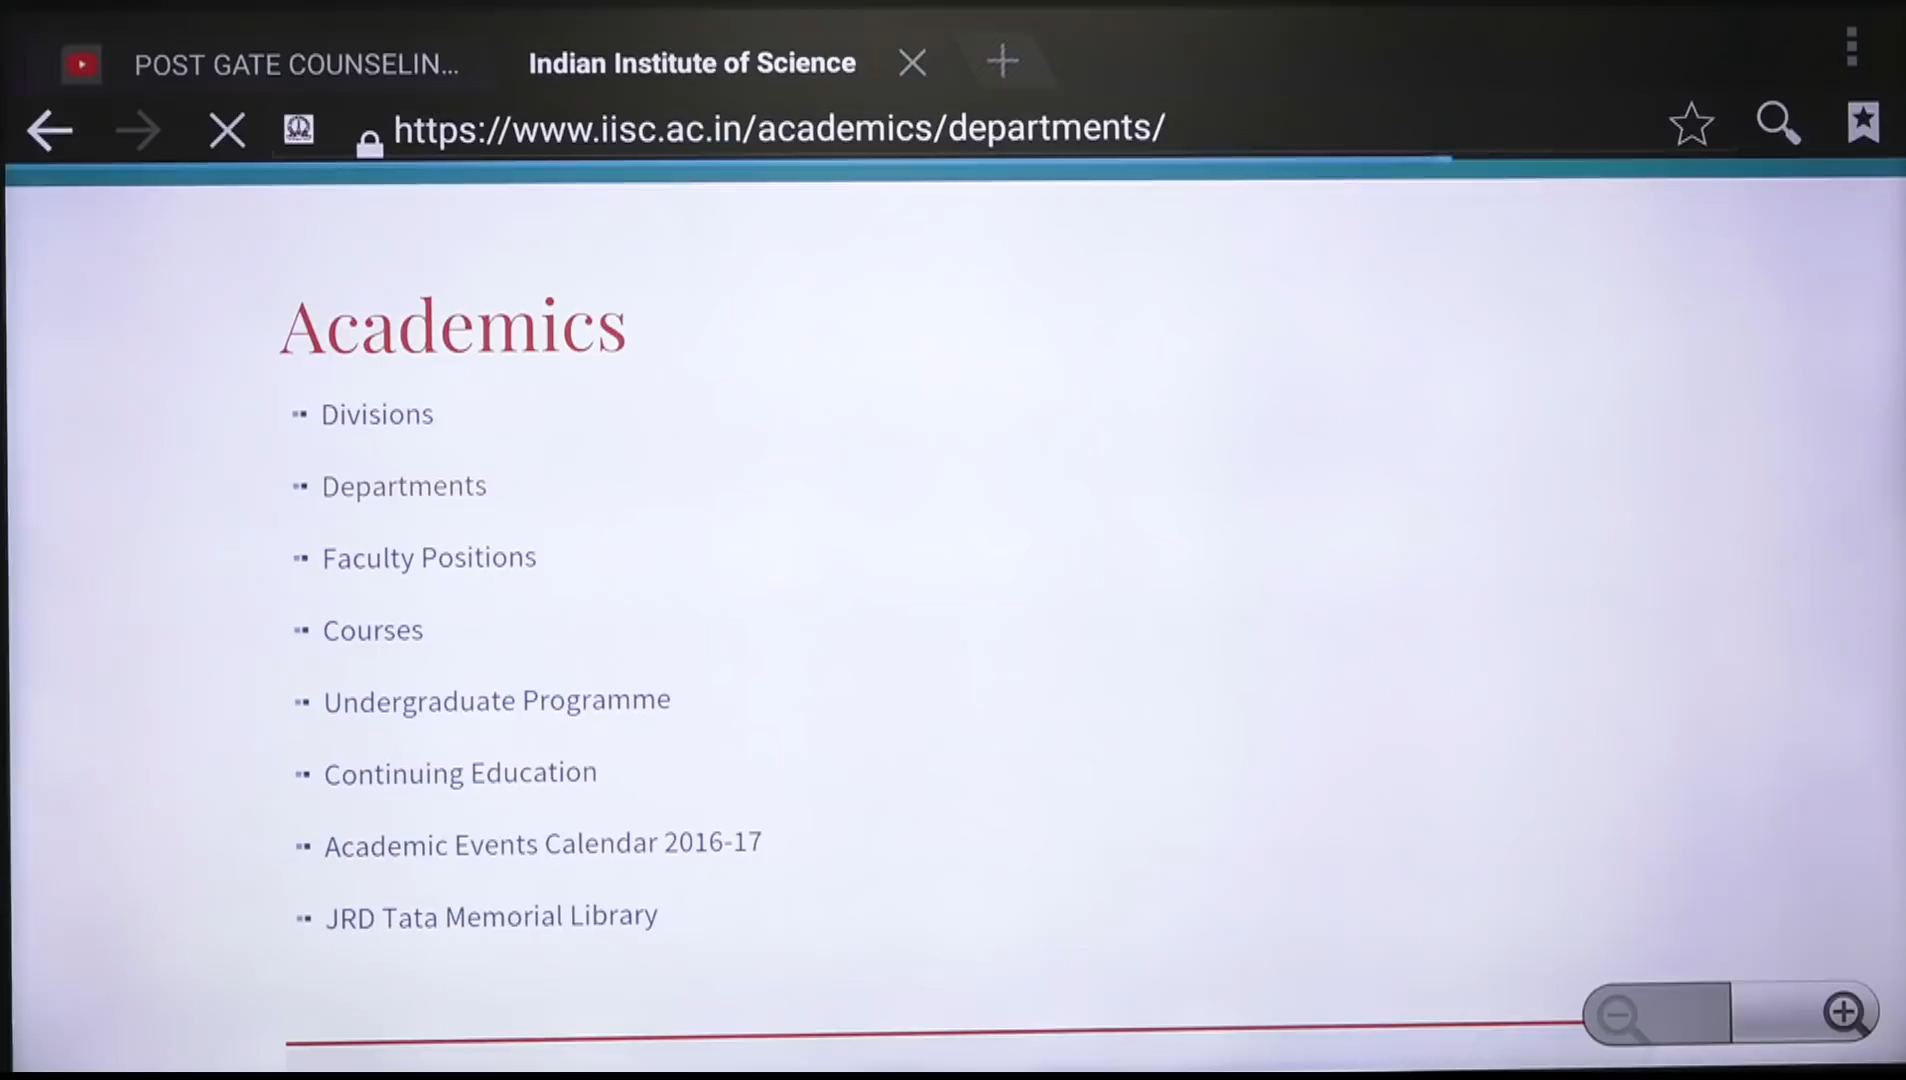 POST GATE COUNSELIN...
Indian Institute of Science
https://www.iisc.ac.in/academics/departments/
Academics
Divisions
Departments
Faculty Positions
Courses
Undergraduate Programme
Continuing Education
Academic Events Calendar 2016-17
JRD Tata Memorial Library